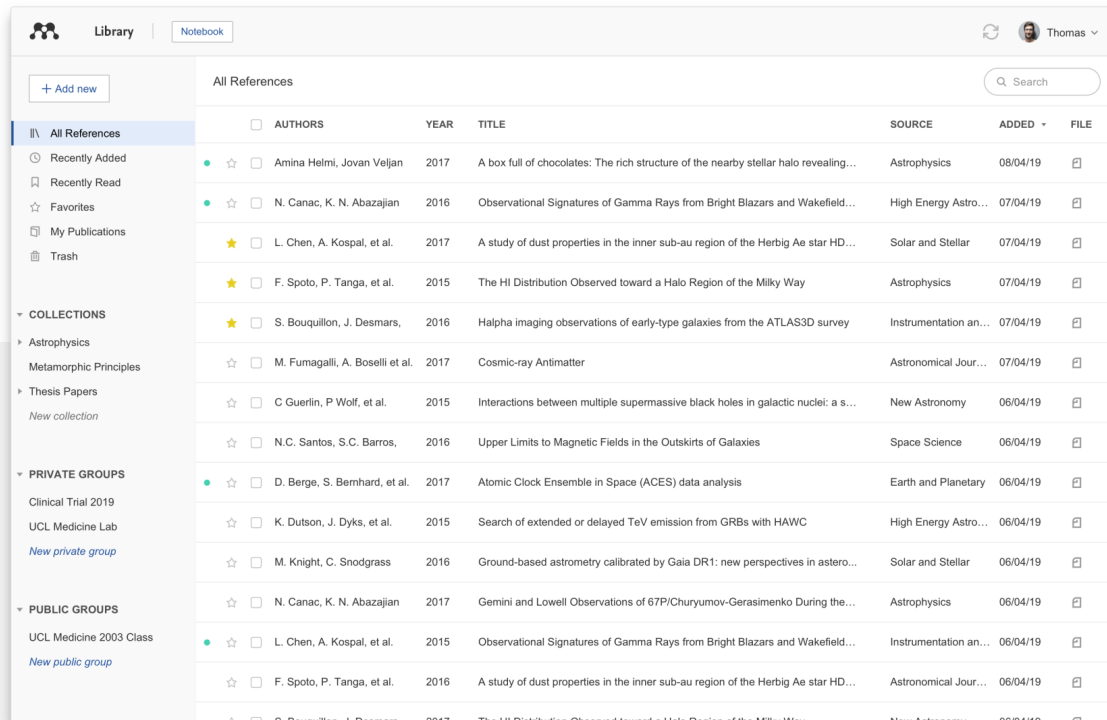 Library Notebook Thomas
+ Add new
All References
Recently Added
Recently Read
Favorites
My Publications
Trash
COLLECTIONS
Astrophysics
Metamorphic Principles
Thesis Papers
New collection
PRIVATE GROUPS
Clinical Trial 2019
UCL Medicine Lab
New private group
PUBLIC GROUPS
UCL Medicine 2003 Class
New public group
All References Search
AUTHORS YEAR TITLE SOURCE ADDED FILE
Amina Helmi, Jovan Veljan 2017 A box full of chocolates: The rich structure of the nearby stellar halo revealing... Astrophysics 08/04/19
N. Canac, K. N. Abazajian 2016 Observational Signatures of Gamma Rays from Bright Blazars and Wakefield... High Energy Astro... 07/04/19
L. Chen, A. Kospal, et al. 2017 A study of dust properties in the inner sub-au region of the Herbig Ae star HD... Solar and Stellar 07/04/19
F. Spoto, P. Tanga, et al. 2015 The HI Distribution Observed toward a Halo Region of the Milky Way Astrophysics 07/04/19
S. Bouquillon, J. Desmars, 2016 Halpha imaging observations of early-type galaxies from the ATLAS3D survey Instrumentation an... 07/04/19
M. Fumagalli, A. Boselli et al. 2017 Cosmic-ray Antimatter Astronomical Jour... 07/04/19
C Guerlin, P Wolf, et al. 2015 Interactions between multiple supermassive black holes in galactic nuclei: a s... New Astronomy 06/04/19
N.C. Santos, S.C. Barros, 2016 Upper Limits to Magnetic Fields in the Outskirts of Galaxies Space Science 06/04/19
D. Berge, S. Bernhard, et al. 2017 Atomic Clock Ensemble in Space (ACES) data analysis Earth and Planetary 06/04/19
K. Dutson, J. Dyks, et al. 2015 Search of extended or delayed TeV emission from GRBs with HAWC High Energy Astro... 06/04/19
M. Knight, C. Snodgrass 2016 Ground-based astrometry calibrated by Gaia DR1: new perspectives in astero... Solar and Stellar 06/04/19
N. Canac, K. N. Abazajian 2017 Gemini and Lowell Observations of 67P/Churyumov-Gerasimenko During the... Astrophysics 06/04/19
L. Chen, A. Kospal, et al. 2015 Observational Signatures of Gamma Rays from Bright Blazars and Wakefield... Instrumentation an... 06/04/19
F. Spoto, P. Tanga, et al. 2016 A study of dust properties in the inner sub-au region of the Herbig Ae star HD... Astronomical Jour... 06/04/19